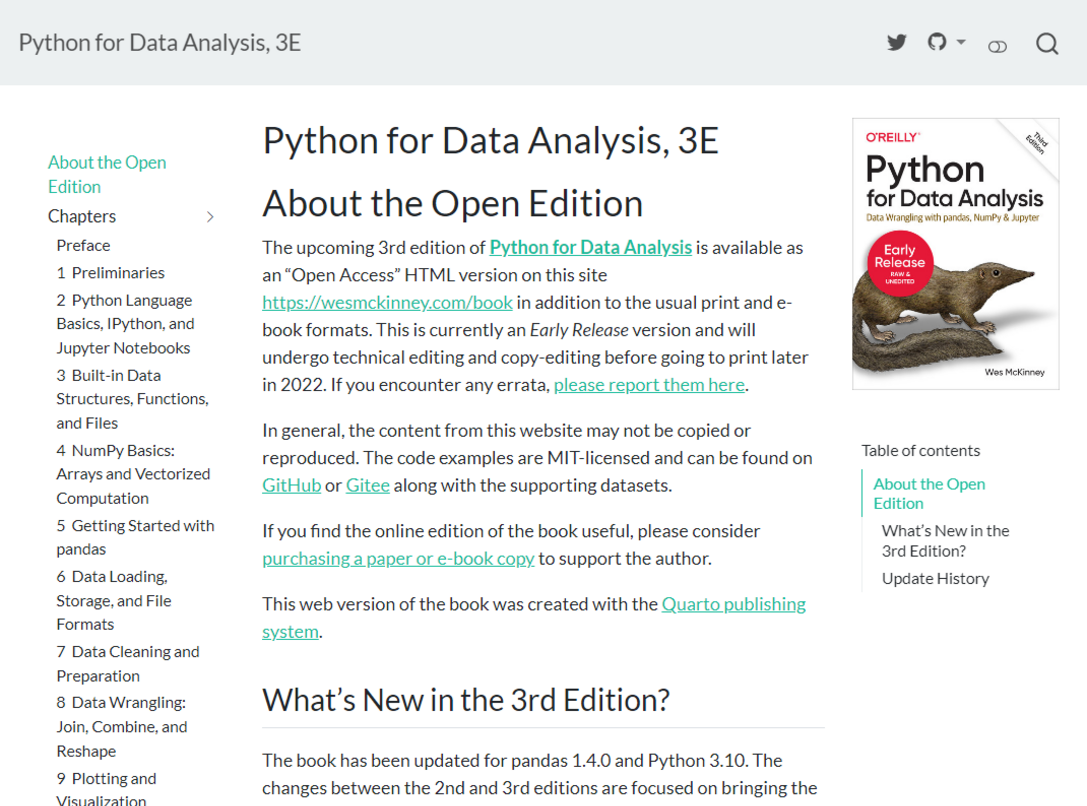 Python for Data Analysis, 3E
About the Open
Edition
Chapters
Preface
1 Preliminaries
2 Python Language
Basics, IPython, and
Jupyter Notebooks
3 Built-in Data
Structures, Functions,
and Files
4 NumPy Basics:
Arrays and Vectorized
Computation
5 Getting Started with
pandas
6 Data Loading,
Storage, and File
Formats
7 Data Cleaning and
Preparation
8 Data Wrangling:
Join, Combine, and
Reshape
9 Plotting and
Visualization
Python for Data Analysis, 3E
About the Open Edition
The upcoming 3rd edition of Python for Data Analysis is available as
an “Open Access” HTML version on this site
https://wesmckinney.com/book in addition to the usual print and e-
book formats. This is currently an Early Release version and will
undergo technical editing and copy-editing before going to print later
in 2022. If you encounter any errata, please report them here.
In general, the content from this website may not be copied or
reproduced. The code examples are MIT-licensed and can be found on
GitHub or Gitee along with the supporting datasets.
If you find the online edition of the book useful, please consider
purchasing a paper or e-book copy to support the author.
This web version of the book was created with the Quarto publishing
system.
What’s New in the 3rd Edition?
The book has been updated for pandas 1.4.0 and Python 3.10. The
changes between the 2nd and 3rd editions are focused on bringing the
O'REILLY
Third
Edition
Python
for Data Analysis
Data Wrangling with pandas, NumPy & Jupyter
Early
Release
RAW &
UNEDITED
Wes McKinney
Table of contents
About the Open
Edition
What’s New in the
3rd Edition?
Update History